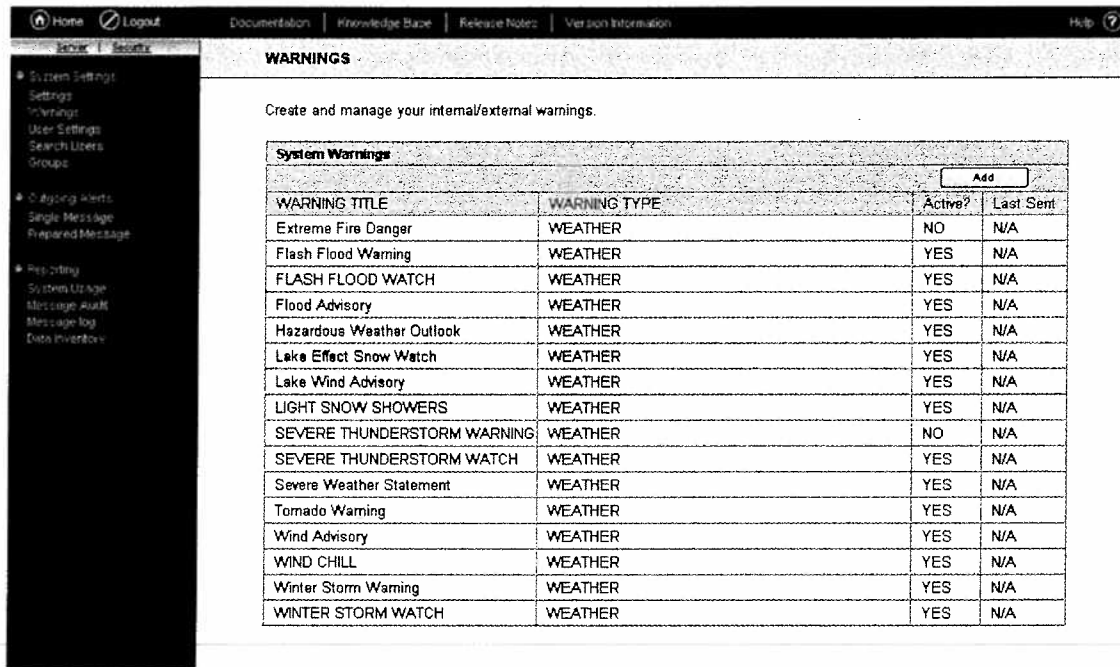 Home Logout Documentation | Knowledge Base | Release Notes | Version Information Help ?
Server | Security
WARNINGS
System Settings
Settings
Warnings
User Settings
Search Users
Groups
Outgoing Alerts
Single Message
Prepared Message
Reporting
System Usage
Message Audit
Message log
Data Inventory
Create and manage your internal/external warnings.
System Warnings
Add
WARNING TITLE WARNING TYPE Active? Last Sent
Extreme Fire Danger WEATHER NO N/A
Flash Flood Warning WEATHER YES N/A
FLASH FLOOD WATCH WEATHER YES N/A
Flood Advisory WEATHER YES N/A
Hazardous Weather Outlook WEATHER YES N/A
Lake Effect Snow Watch WEATHER YES N/A
Lake Wind Advisory WEATHER YES N/A
LIGHT SNOW SHOWERS WEATHER YES N/A
SEVERE THUNDERSTORM WARNING WEATHER NO N/A
SEVERE THUNDERSTORM WATCH WEATHER YES N/A
Severe Weather Statement WEATHER YES N/A
Tornado Warning WEATHER YES N/A
Wind Advisory WEATHER YES N/A
WIND CHILL WEATHER YES N/A
Winter Storm Warning WEATHER YES N/A
WINTER STORM WATCH WEATHER YES N/A